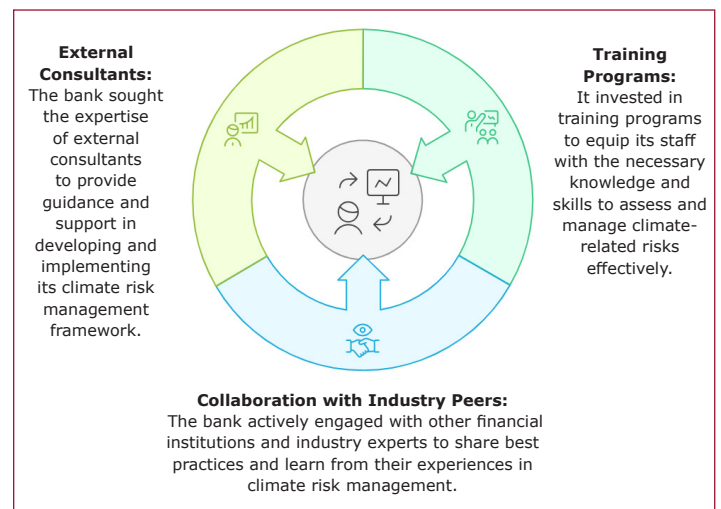 External
Consultants:
The bank sought
the expertise
of external
consultants
to provide
guidance and
support in
developing and
implementing
its climate risk
management
framework.
Training
Programs:
It invested in
training programs
to equip its staff
with the necessary
knowledge and
skills to assess and
manage climate-
related risks
effectively.
Collaboration with Industry Peers:
The bank actively engaged with other financial
institutions and industry experts to share best
practices and learn from their experiences in
climate risk management.